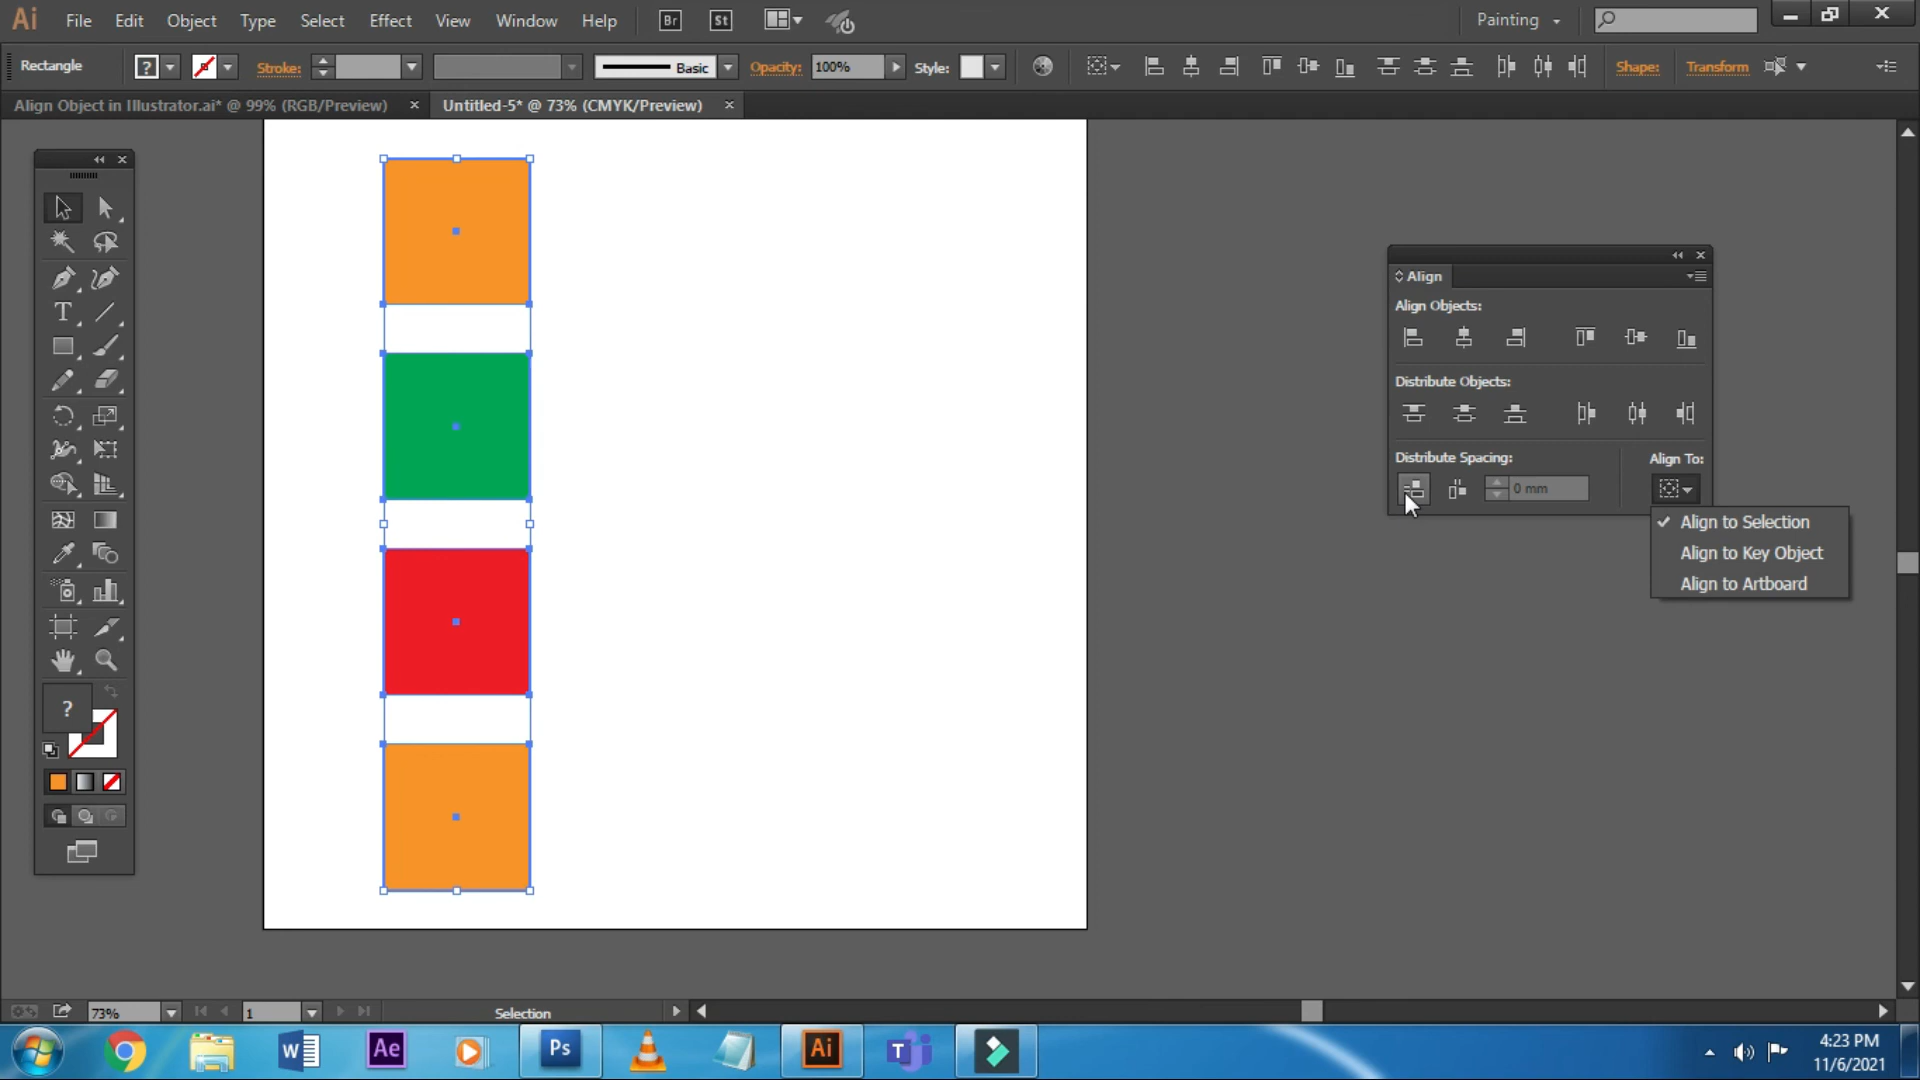 Ai File Edit Object Type Select Effect View Window Help Br St Painting
Rectangle ? Stroke: Basic Opacity: 100% Style: Shape: Transform
Align Object in Illustrator.ai* @ 99% (RGB/Preview) Untitled-5* @ 73% (CMYK/Preview)
Align
Align Objects:
Distribute Objects:
Distribute Spacing: Align To:
0 mm
Align to Selection
Align to Key Object
Align to Artboard
T
?
73% 1 Selection
W Ae Ps Ai T
4:23 PM
11/6/2021